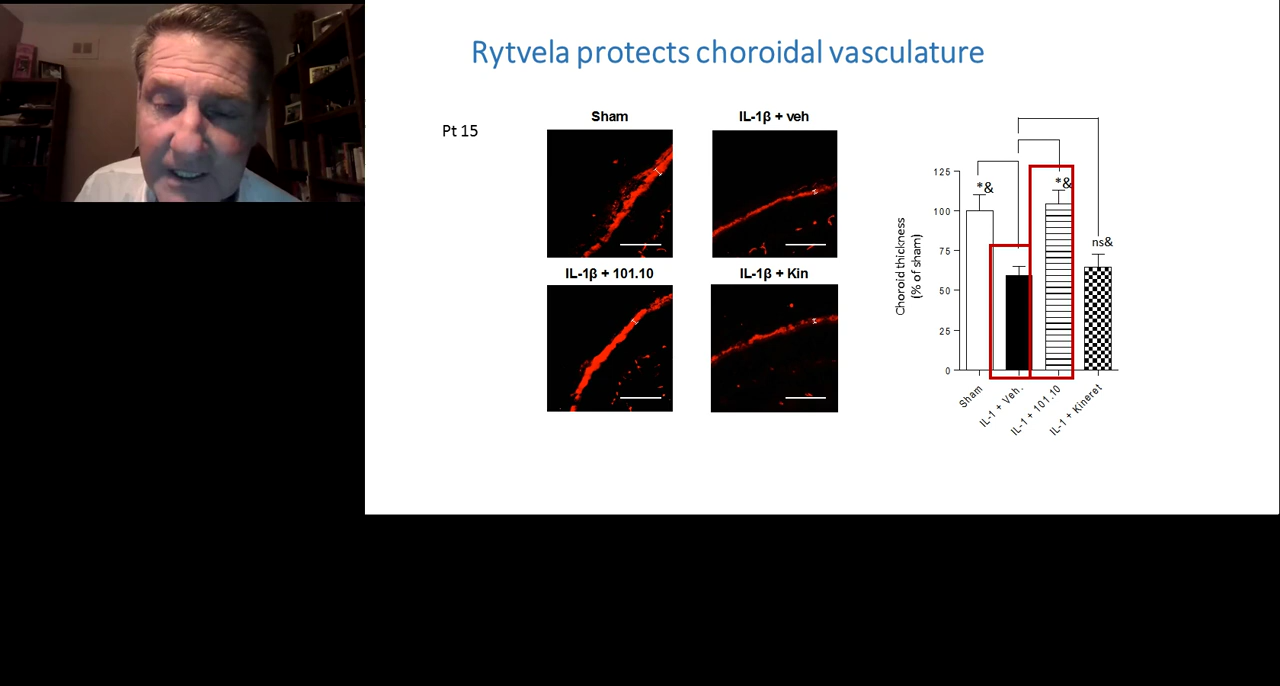 Rytvela protects choroidal vasculature
Pt 15
Sham
IL-1β + veh
IL-1β + 101.10
IL-1β + Kin
Choroid thickness
(% of sham)
125
100
75
50
25
0
*&
*&
ns&
Sham
IL-1 + Veh.
IL-1 + 101.10
IL-1 + Kineret